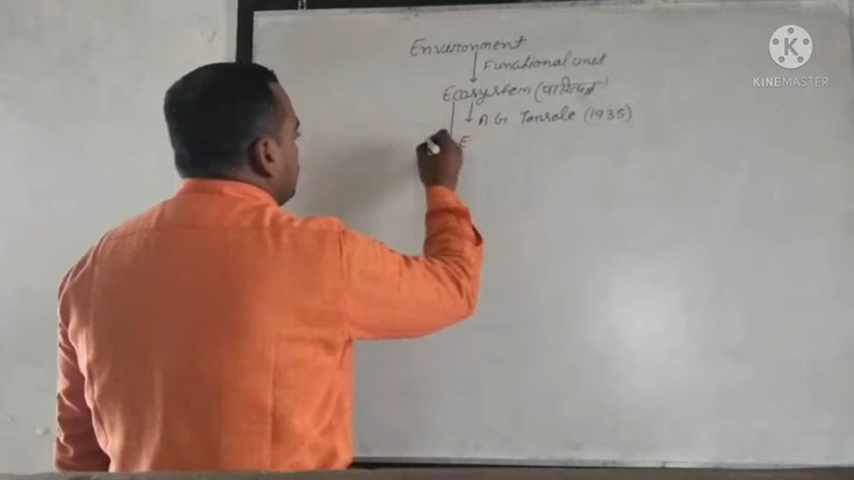 Environment
Functional unit
Ecosystem (
A G Tansale (1935)
E
K
KINEMASTER